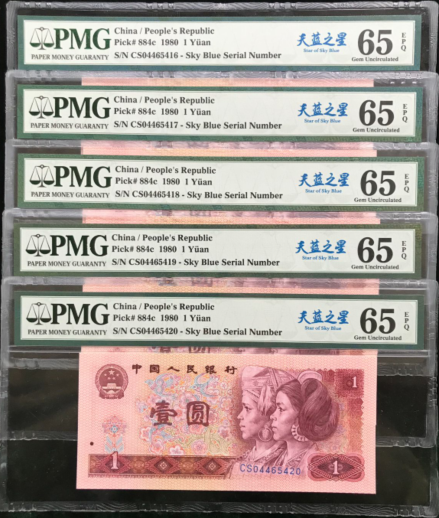 PMG
PAPER MONEY GUARANTY
China / People's Republic
Pick# 884c 1980 1 Yüan
S/N CS04465416 - Sky Blue Serial Number
天蓝之星
Star of Sky Blue
65 EPQ
Gem Uncirculated
PMG
PAPER MONEY GUARANTY
China / People's Republic
Pick# 884c 1980 1 Yüan
S/N CS04465417 - Sky Blue Serial Number
天蓝之星
Star of Sky Blue
65 EPQ
Gem Uncirculated
PMG
PAPER MONEY GUARANTY
China / People's Republic
Pick# 884c 1980 1 Yüan
S/N CS04465418 - Sky Blue Serial Number
天蓝之星
Star of Sky Blue
65 EPQ
Gem Uncirculated
PMG
PAPER MONEY GUARANTY
China / People's Republic
Pick# 884c 1980 1 Yüan
S/N CS04465419 - Sky Blue Serial Number
天蓝之星
Star of Sky Blue
65 EPQ
Gem Uncirculated
PMG
PAPER MONEY GUARANTY
China / People's Republic
Pick# 884c 1980 1 Yüan
S/N CS04465420 - Sky Blue Serial Number
天蓝之星
Star of Sky Blue
65 EPQ
Gem Uncirculated
中国人民银行
1
壹圆
CS04465420
1
1